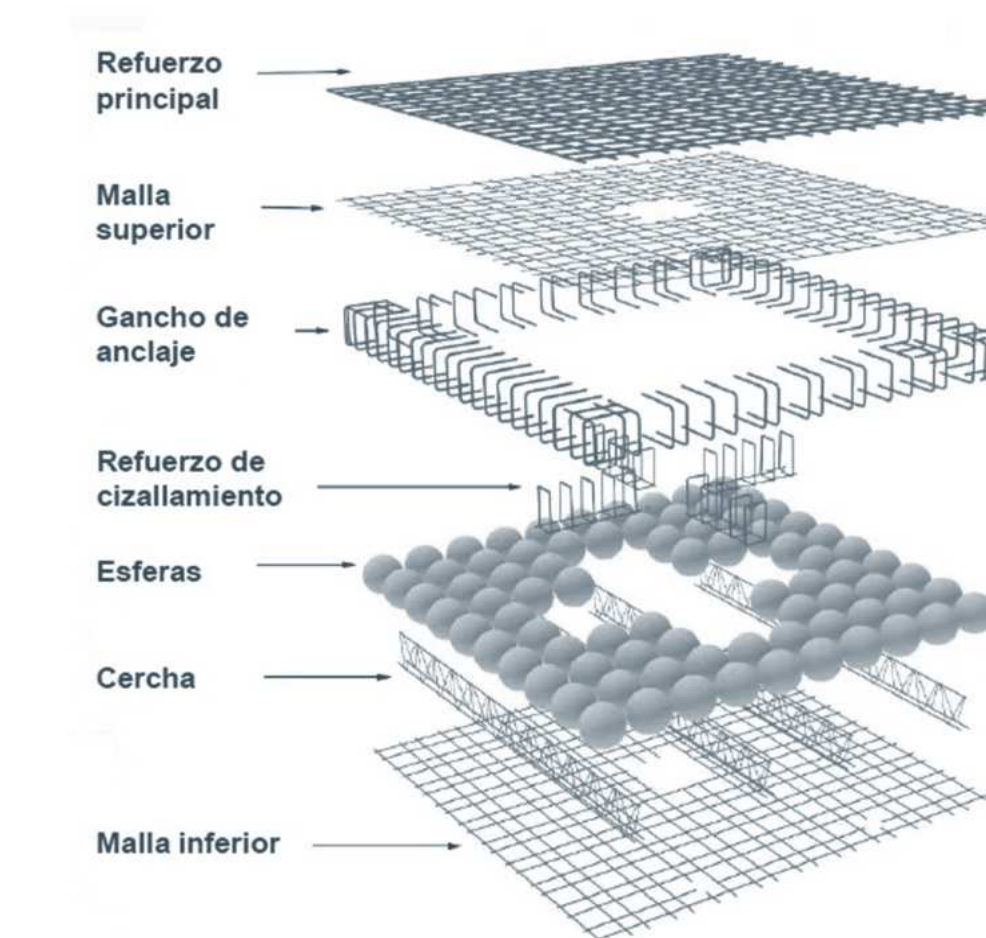 Refuerzo
principal
Malla
superior
Gancho de
anclaje
Refuerzo de
cizallamiento
Esferas
Cercha
Malla inferior